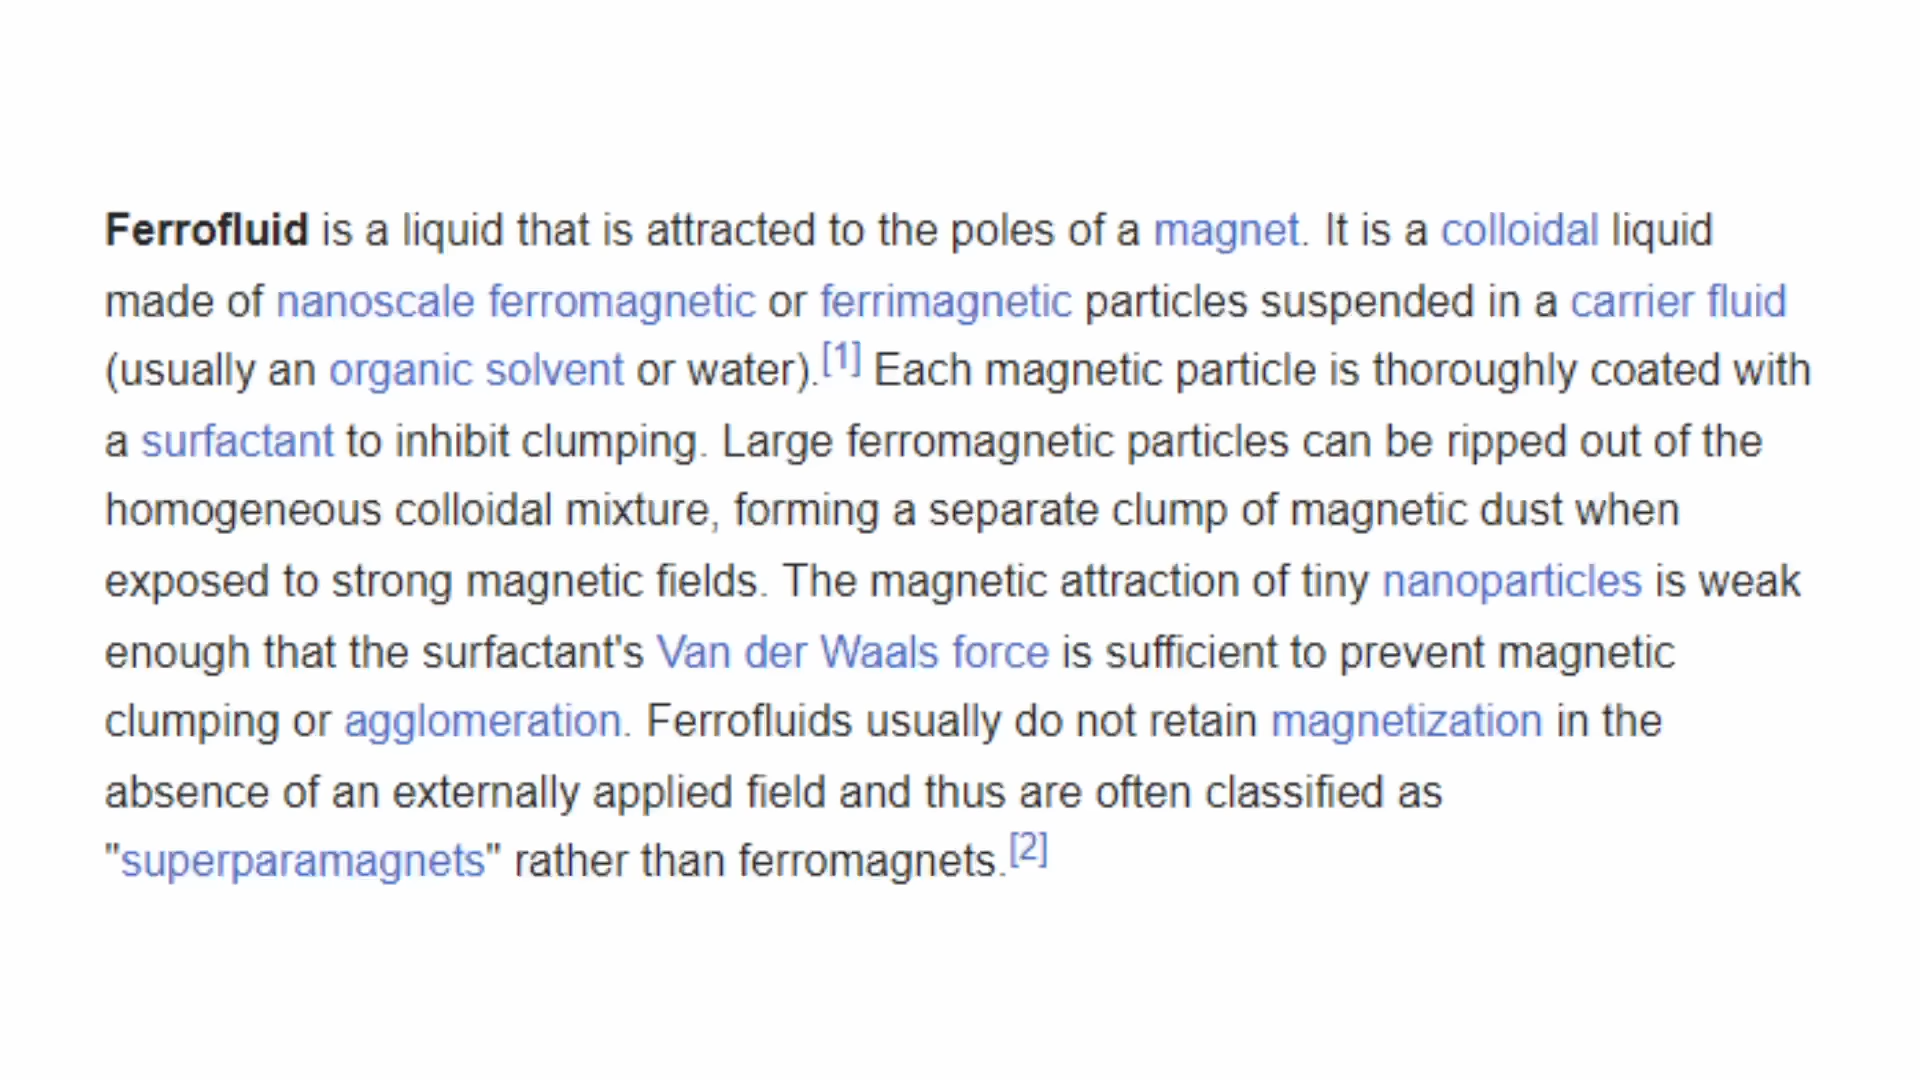 Ferrofluid is a liquid that is attracted to the poles of a magnet. It is a colloidal liquid
made of nanoscale ferromagnetic or ferrimagnetic particles suspended in a carrier fluid
(usually an organic solvent or water).[1] Each magnetic particle is thoroughly coated with
a surfactant to inhibit clumping. Large ferromagnetic particles can be ripped out of the
homogeneous colloidal mixture, forming a separate clump of magnetic dust when
exposed to strong magnetic fields. The magnetic attraction of tiny nanoparticles is weak
enough that the surfactant's Van der Waals force is sufficient to prevent magnetic
clumping or agglomeration. Ferrofluids usually do not retain magnetization in the
absence of an externally applied field and thus are often classified as
"superparamagnets" rather than ferromagnets.[2]